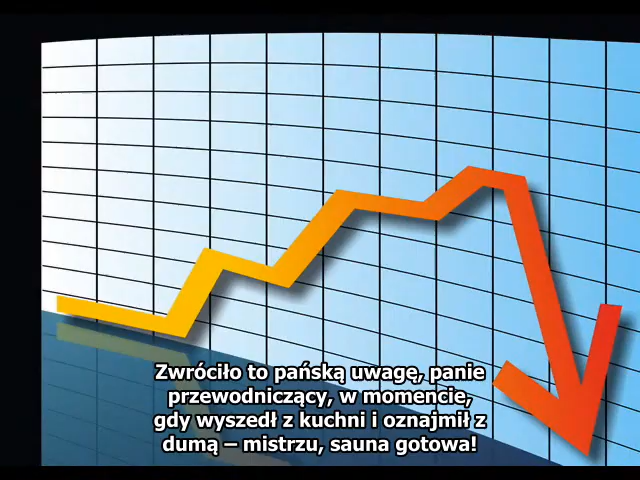 Zwróciło to pańską uwagę, panie
przewodniczący, w momencie,
gdy wyszedł z kuchni i oznajmił z
dumą – mistrzu, sauna gotowa!